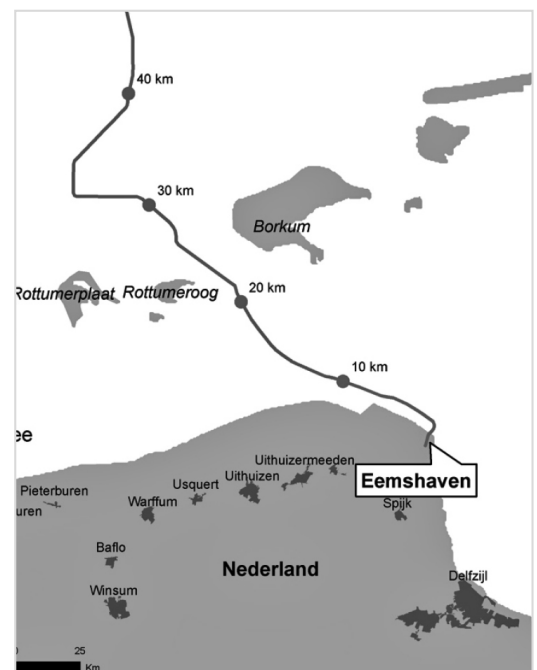 40 km
30 km
Borkum
Rottumerplaat Rottumeroog
20 km
10 km
ee
Uithuizermeeden
Uithuizen
Usquert
Eemshaven
Pieterburen
Warffum
Spijk
uren
Baflo
Nederland
Delfzijl
Winsum
0 25
Km